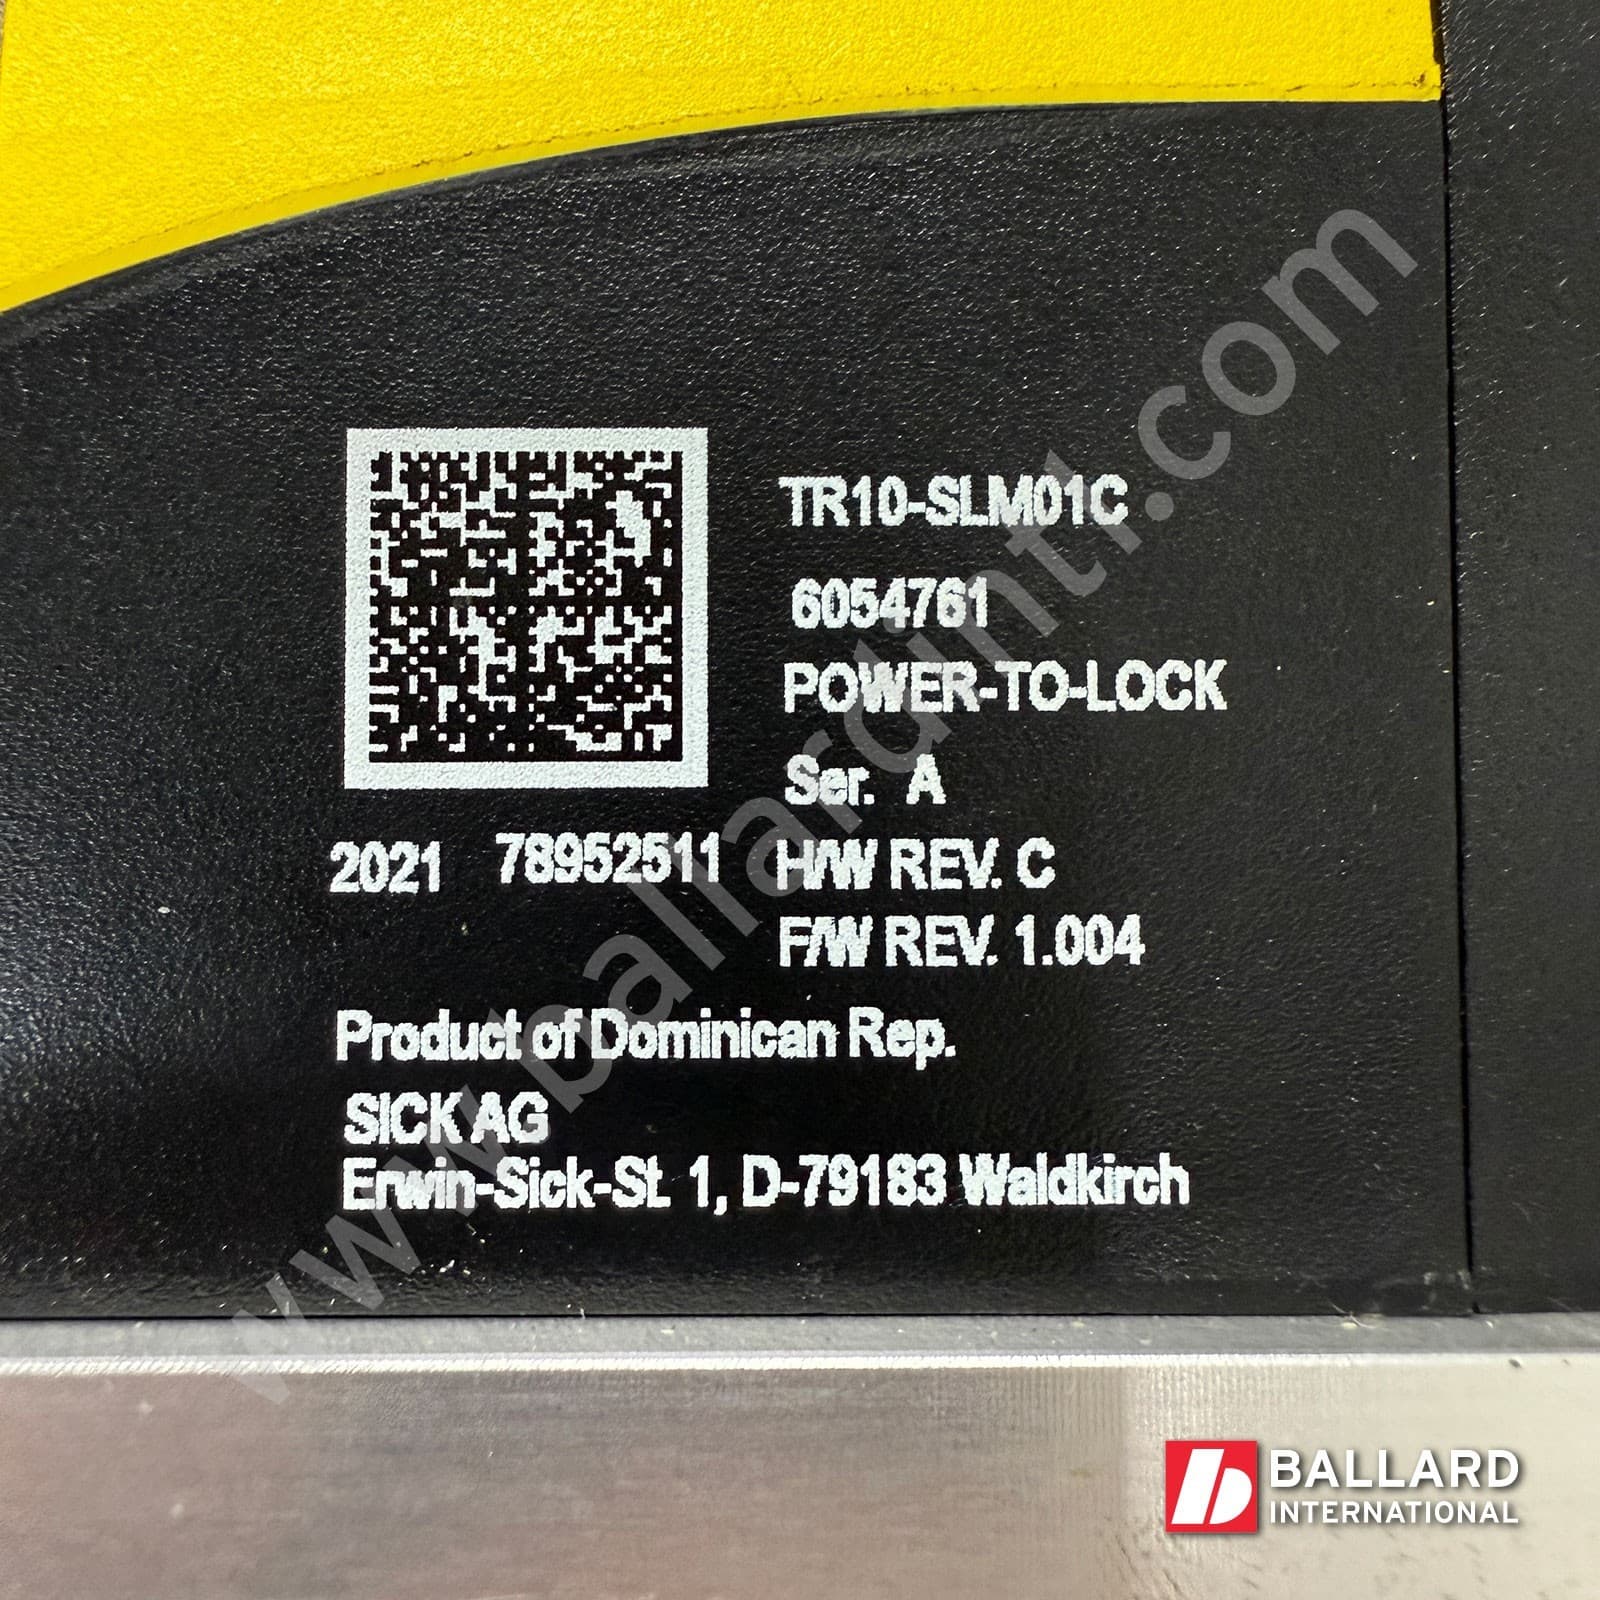 TR10-SLM01C
6054761
POWER-TO-LOCK
Ser. A
2021 78952511 H/W REV. C
F/W REV. 1.004
Product of Dominican Rep.
SICK AG
Erwin-Sick-St. 1, D-79183 Waldkirch
www.ballardintl.com
BALLARD
INTERNATIONAL